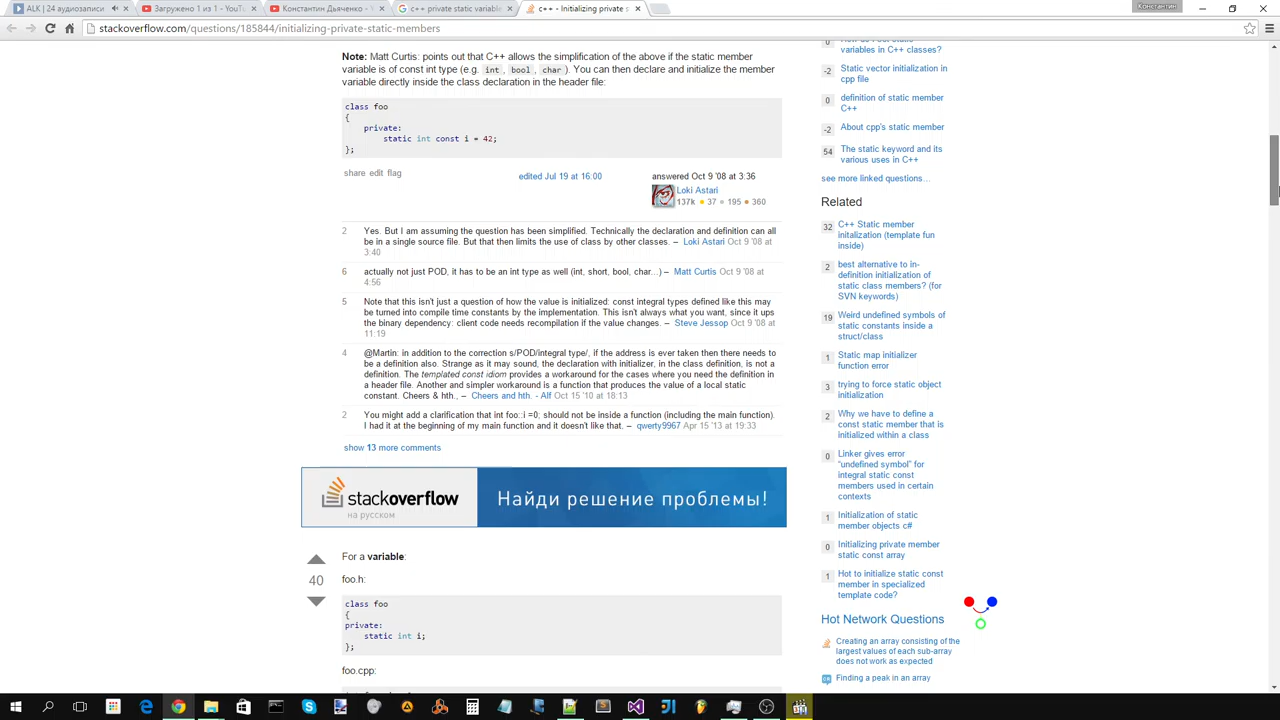 ALK | 24 аудиозаписи
Загружено 1 из 1 - YouTu
Константин Дьяченко - Yo
c++ private static variable
c++ - Initializing private s
Константин
stackoverflow.com/questions/185844/initializing-private-static-members
Note: Matt Curtis: points out that C++ allows the simplification of the above if the static member
variable is of const int type (e.g. int, bool, char). You can then declare and initialize the member
variable directly inside the class declaration in the header file:
class foo
{
private:
static int const i = 42;
};
share edit flag
edited Jul 19 at 16:00
answered Oct 9 '08 at 3:36
Loki Astari
137k 37 195 360
2 Yes. But I am assuming the question has been simplified. Technically the declaration and definition can all
be in a single source file. But that then limits the use of class by other classes. – Loki Astari Oct 9 '08 at
3:40
6 actually not just POD, it has to be an int type as well (int, short, bool, char...) – Matt Curtis Oct 9 '08 at
4:56
5 Note that this isn't just a question of how the value is initialized: const integral types defined like this may
be turned into compile time constants by the implementation. This isn't always what you want, since it ups
the binary dependency: client code needs recompilation if the value changes. – Steve Jessop Oct 9 '08 at
11:19
4 @Martin: in addition to the correction s/POD/integral type/, if the address is ever taken then there needs to
be a definition also. Strange as it may sound, the declaration with initializer, in the class definition, is not a
definition. The templated const idiom provides a workaround for the cases where you need the definition in
a header file. Another and simpler workaround is a function that produces the value of a local static
constant. Cheers & hth., – Cheers and hth. - Alf Oct 15 '10 at 18:13
2 You might add a clarification that int foo::i =0; should not be inside a function (including the main function).
I had it at the beginning of my main function and it doesn't like that. – qwerty9967 Apr 15 '13 at 19:33
show 13 more comments
stackoverflow
на русском
Найди решение проблемы!
40
For a variable:
foo.h:
class foo
{
private:
static int i;
};
foo.cpp:
variables in C++ classes?
-2 Static vector initialization in
cpp file
0 definition of static member
C++
-2 About cpp's static member
54 The static keyword and its
various uses in C++
see more linked questions…
Related
32 C++ Static member
initalization (template fun
inside)
2 best alternative to in-
definition initialization of
static class members? (for
SVN keywords)
19 Weird undefined symbols of
static constants inside a
struct/class
1 Static map initializer
function error
3 trying to force static object
initialization
2 Why we have to define a
const static member that is
initialized within a class
0 Linker gives error
"undefined symbol" for
integral static const
members used in certain
contexts
1 Initialization of static
member objects c#
0 Initializing private member
static const array
1 Hot to initialize static const
member in specialized
template code?
Hot Network Questions
Creating an array consisting of the
largest values of each sub-array
does not work as expected
Finding a peak in an array